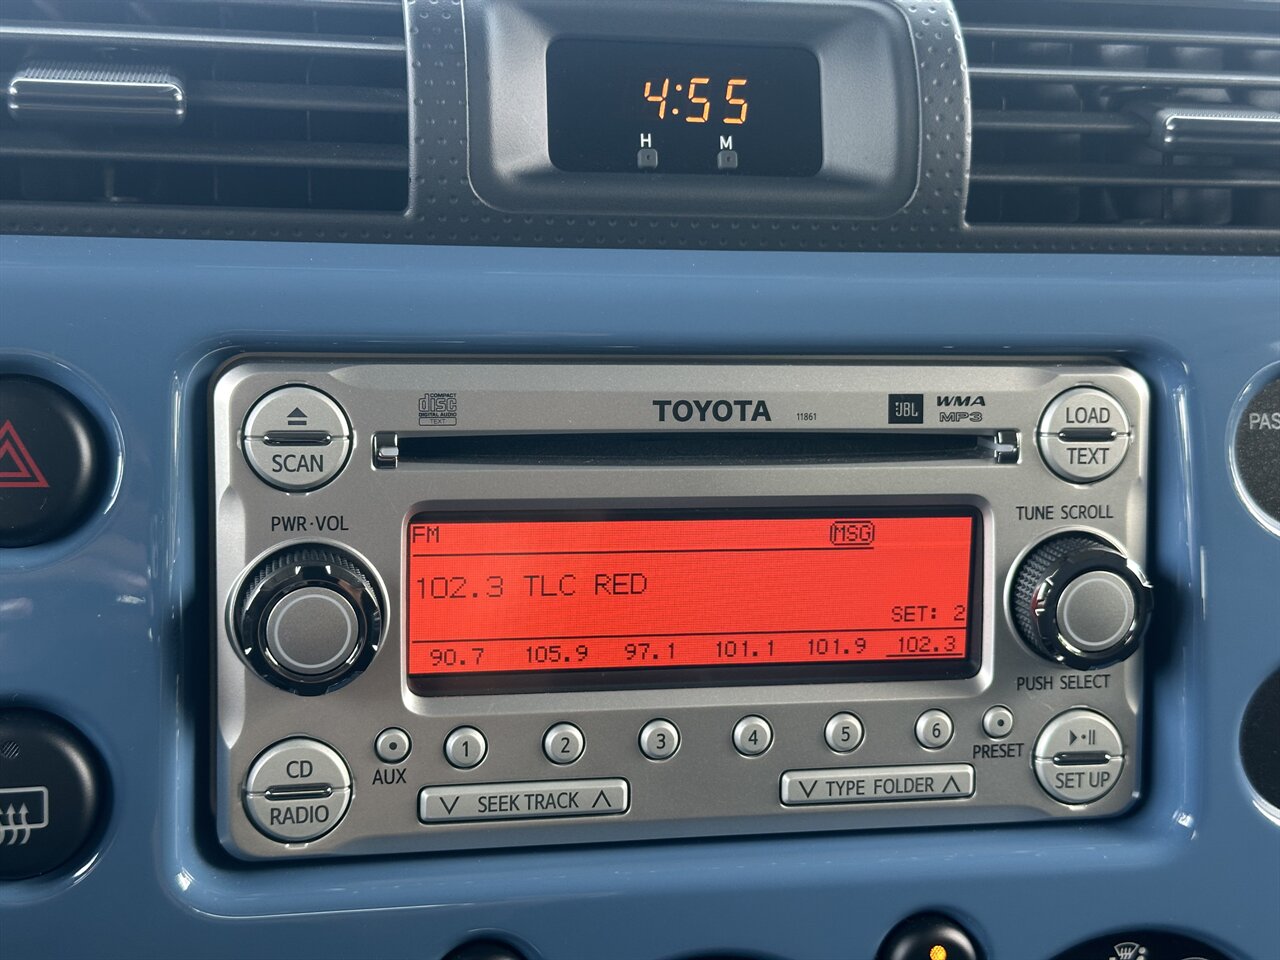 4:55
H M
COMPACT
disc
DIGITAL AUDIO
TEXT
TOYOTA 11861 JBL WMA
MP3
SCAN
LOAD
TEXT
PAS
PWR·VOL
TUNE SCROLL
FM MSG
102.3 TLC RED
SET: 2
90.7 105.9 97.1 101.1 101.9 102.3
PUSH SELECT
1 2 3 4 5 6
AUX
PRESET
CD
RADIO
SEEK TRACK
TYPE FOLDER
SET UP